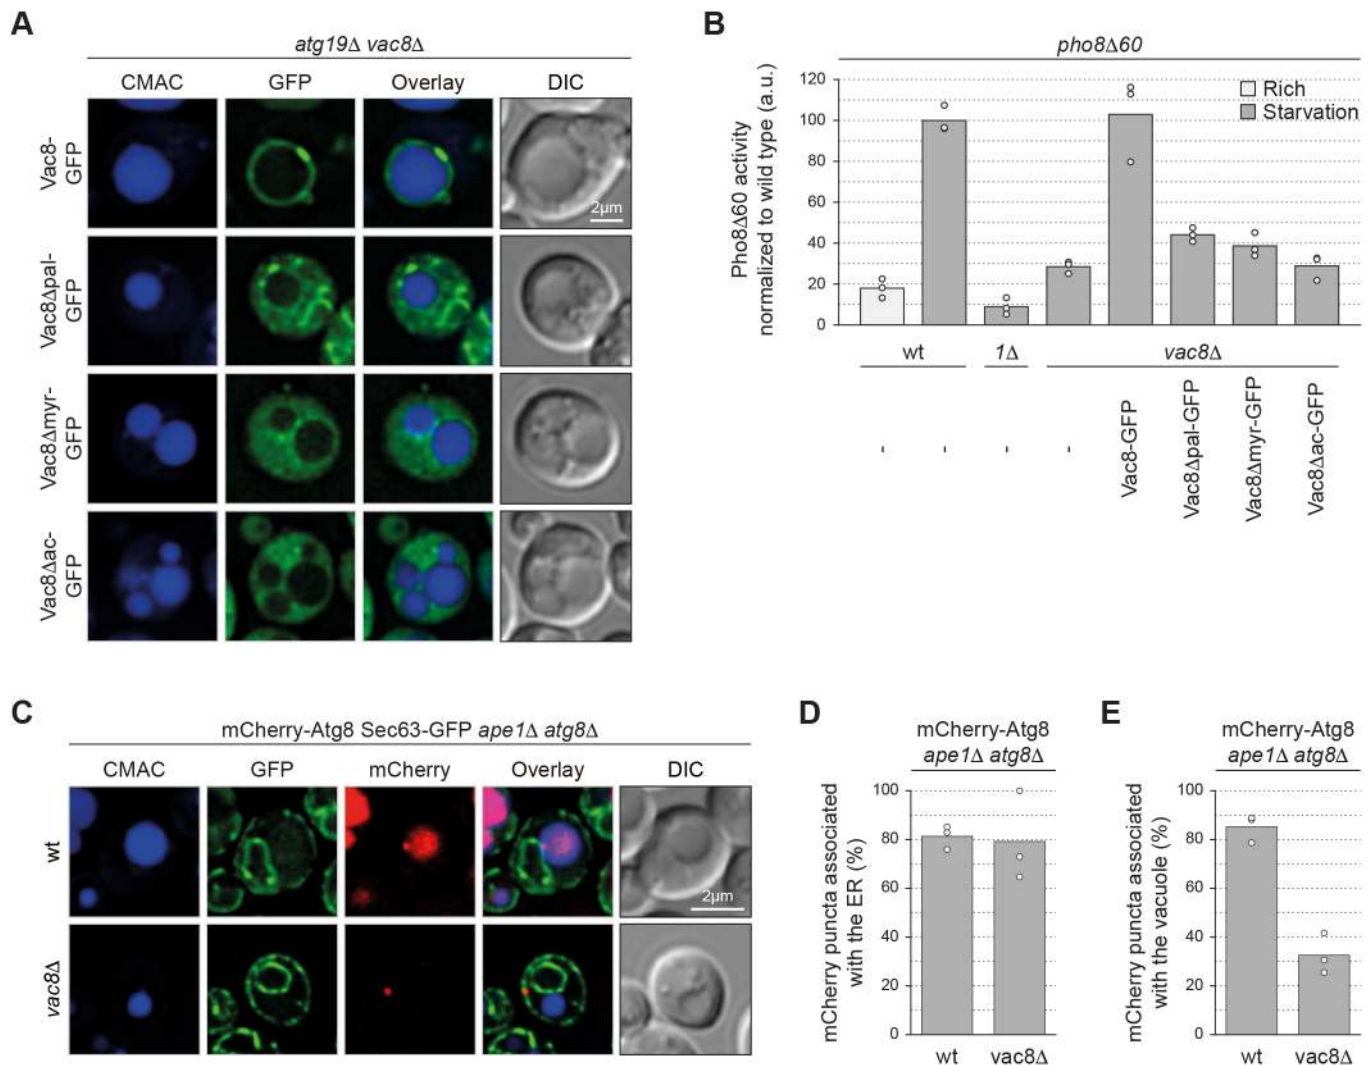 A
atg19Δ vac8Δ
CMAC GFP Overlay DIC
Vac8-
GFP
2μm
Vac8Δpal-
GFP
Vac8Δmyr-
GFP
Vac8Δac-
GFP
B
pho8Δ60
Pho8Δ60 activity
normalized to wild type (a.u.)
120
100
80
60
40
20
0
Rich
Starvation
wt 1Δ vac8Δ
- - - - Vac8-GFP Vac8Δpal-GFP Vac8Δmyr-GFP Vac8Δac-GFP
C
mCherry-Atg8 Sec63-GFP ape1Δ atg8Δ
CMAC GFP mCherry Overlay DIC
wt
2μm
vac8Δ
D
mCherry-Atg8
ape1Δ atg8Δ
mCherry puncta associated
with the ER (%)
100
80
60
40
20
0
wt vac8Δ
E
mCherry-Atg8
ape1Δ atg8Δ
mCherry puncta associated
with the vacuole (%)
100
80
60
40
20
0
wt vac8Δ